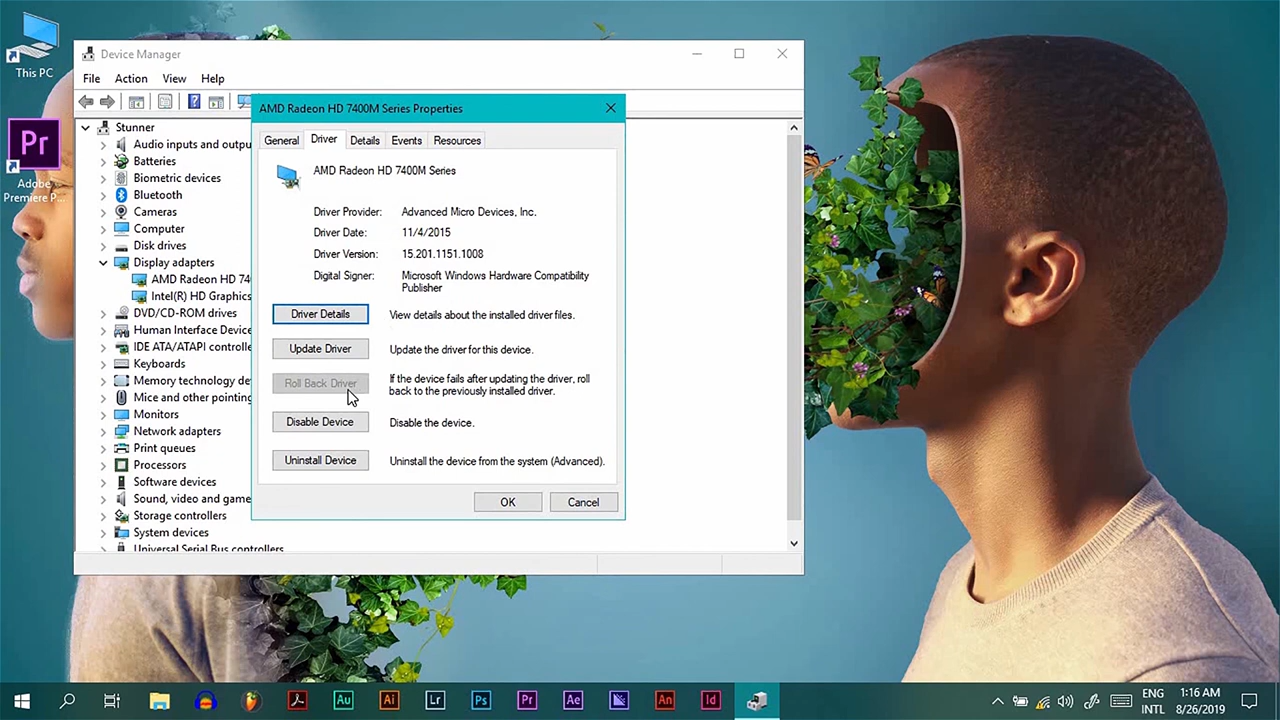 This PC
Pr
Adobe
Premiere P...
Device Manager
File Action View Help
Stunner
Audio inputs and outpu
Batteries
Biometric devices
Bluetooth
Cameras
Computer
Disk drives
Display adapters
AMD Radeon HD 74
Intel(R) HD Graphics
DVD/CD-ROM drives
Human Interface Device
IDE ATA/ATAPI controlle
Keyboards
Memory technology de
Mice and other pointing
Monitors
Network adapters
Print queues
Processors
Software devices
Sound, video and game
Storage controllers
System devices
Universal Serial Bus controllers
AMD Radeon HD 7400M Series Properties
General Driver Details Events Resources
AMD Radeon HD 7400M Series
Driver Provider: Advanced Micro Devices, Inc.
Driver Date: 11/4/2015
Driver Version: 15.201.1151.1008
Digital Signer: Microsoft Windows Hardware Compatibility
Publisher
Driver Details View details about the installed driver files.
Update Driver Update the driver for this device.
Roll Back Driver If the device fails after updating the driver, roll
back to the previously installed driver.
Disable Device Disable the device.
Uninstall Device Uninstall the device from the system (Advanced).
OK Cancel
Au Ai Lr Ps Pr Ae An Id
ENG 1:16 AM
INTL 8/26/2019